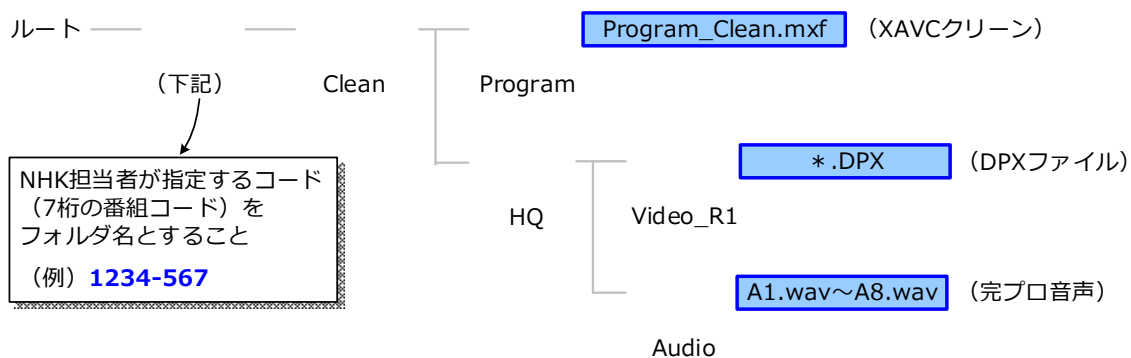 ルート
Program_Clean.mxf
（XAVCクリーン）
（下記）
Clean
Program
NHK担当者が指定するコード
（7桁の番組コード）を
フォルダ名とすること
（例）1234-567
*.DPX
（DPXファイル）
HQ
Video_R1
A1.wav～A8.wav
（完プロ音声）
Audio